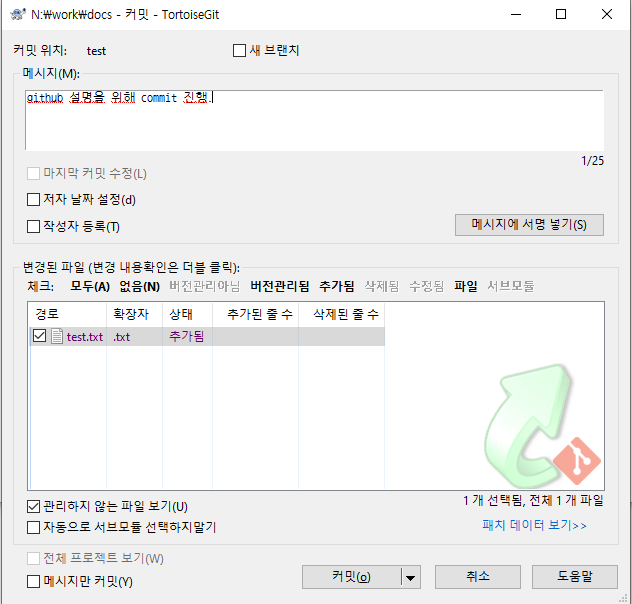 N:\work\docs - 커밋 - TortoiseGit
커밋 위치: test 새 브랜치
메시지(M):
github 설명을 위해 commit 진행.
1/25
마지막 커밋 수정(L)
저자 날짜 설정(d)
작성자 등록(T)
메시지에 서명 넣기(S)
변경된 파일 (변경 내용확인은 더블 클릭):
체크: 모두(A) 없음(N) 버전관리아님 버전관리됨 추가됨 삭제됨 수정됨 파일 서브모듈
경로 확장자 상태 추가된 줄 수 삭제된 줄 수
test.txt .txt 추가됨
관리하지 않는 파일 보기(U)
1 개 선택됨, 전체 1 개 파일
자동으로 서브모듈 선택하지말기
패치 데이터 보기>>
전체 프로젝트 보기(W)
메시지만 커밋(Y)
커밋(o) 취소 도움말